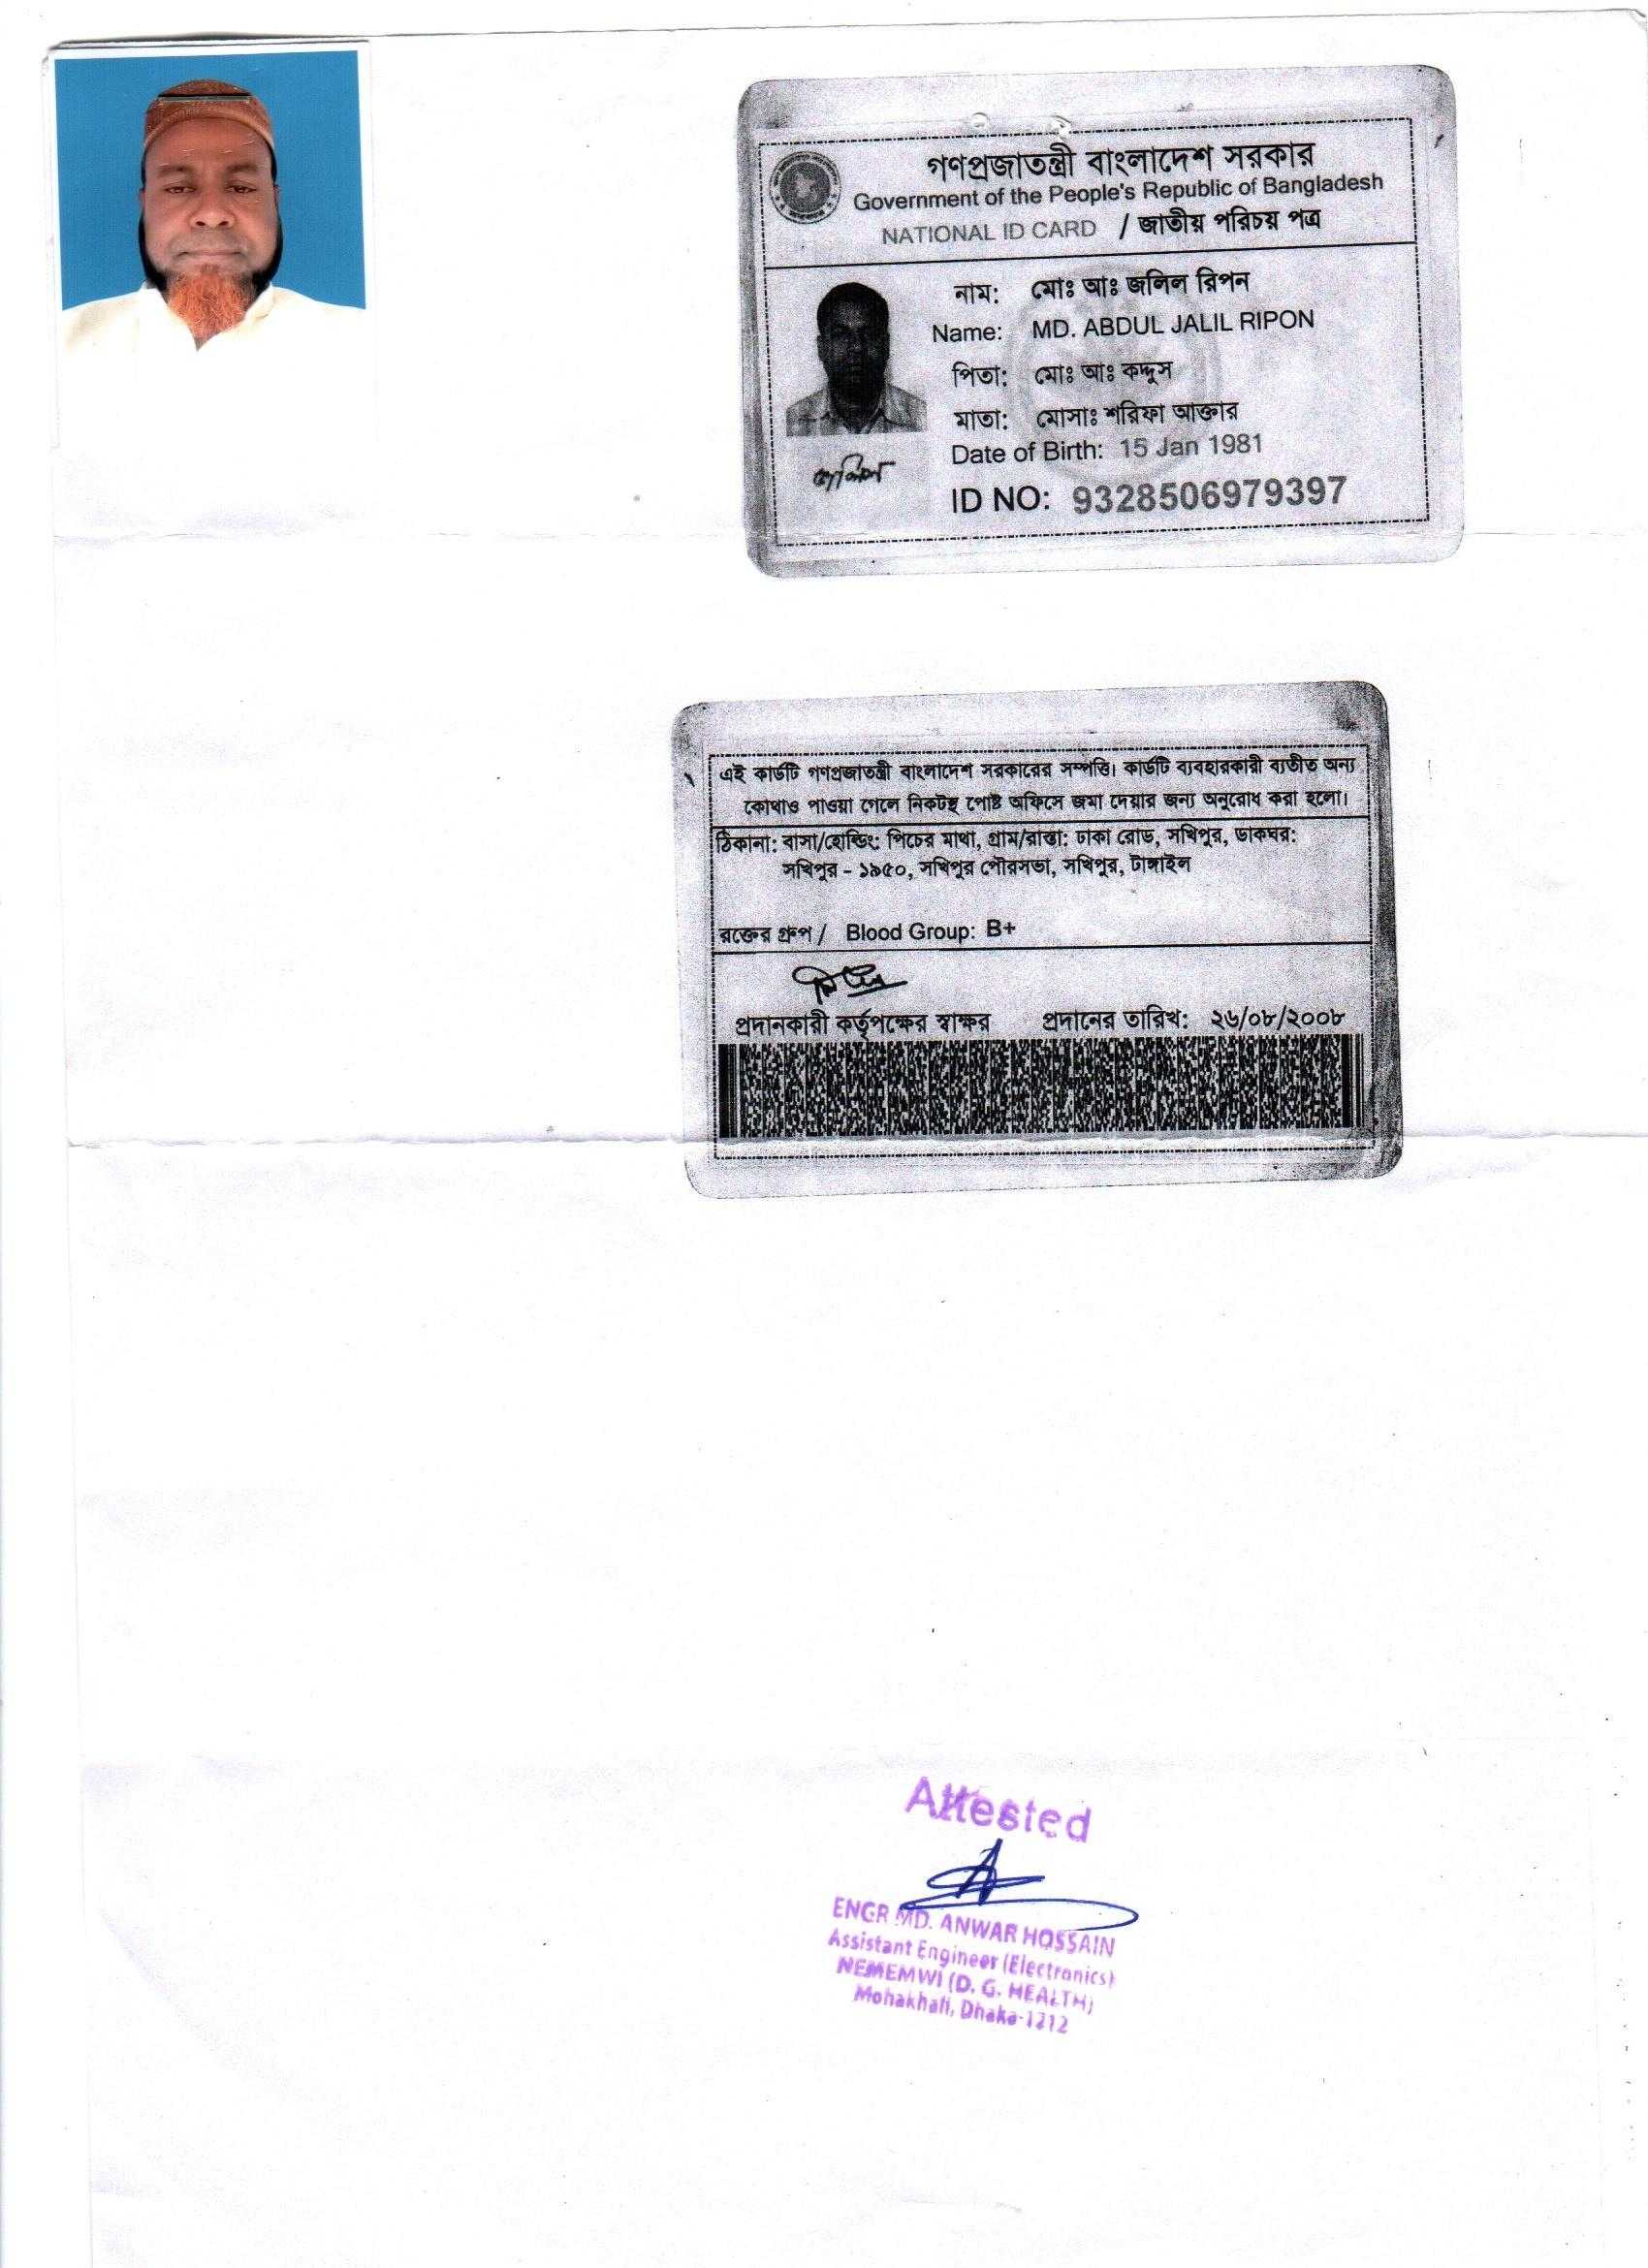 গণপ্রজাতন্ত্রী বাংলাদেশ সরকার
Government of the People's Republic of Bangladesh
NATIONAL ID CARD / জাতীয় পরিচয় পত্র
নাম: মোঃ আঃ জলিল রিপন
Name: MD. ABDUL JALIL RIPON
পিতা: মোঃ আঃ কদ্দুস
মাতা: মোসাঃ শরিফা আক্তার
Date of Birth: 15 Jan 1981
ID NO: 9328506979397
এই কার্ডটি গণপ্রজাতন্ত্রী বাংলাদেশ সরকারের সম্পত্তি। কার্ডটি ব্যবহারকারী ব্যতীত অন্য
কোথাও পাওয়া গেলে নিকটস্থ পোষ্ট অফিসে জমা দেয়ার জন্য অনুরোধ করা হলো।
ঠিকানা: বাসা/হোল্ডিং: পিচের মাথা, গ্রাম/রাস্তা: ঢাকা রোড, সখিপুর, ডাকঘর:
সখিপুর - ১৯৫০, সখিপুর পৌরসভা, সখিপুর, টাঙ্গাইল
রক্তের গ্রুপ / Blood Group: B+
প্রদানকারী কর্তৃপক্ষের স্বাক্ষর প্রদানের তারিখ: ২৬/০৮/২০০৮
Attested
ENGR MD. ANWAR HOSSAIN
Assistant Engineer (Electronics)
NEMEMWI (D. G. HEALTH)
Mohakhali, Dhaka-1212